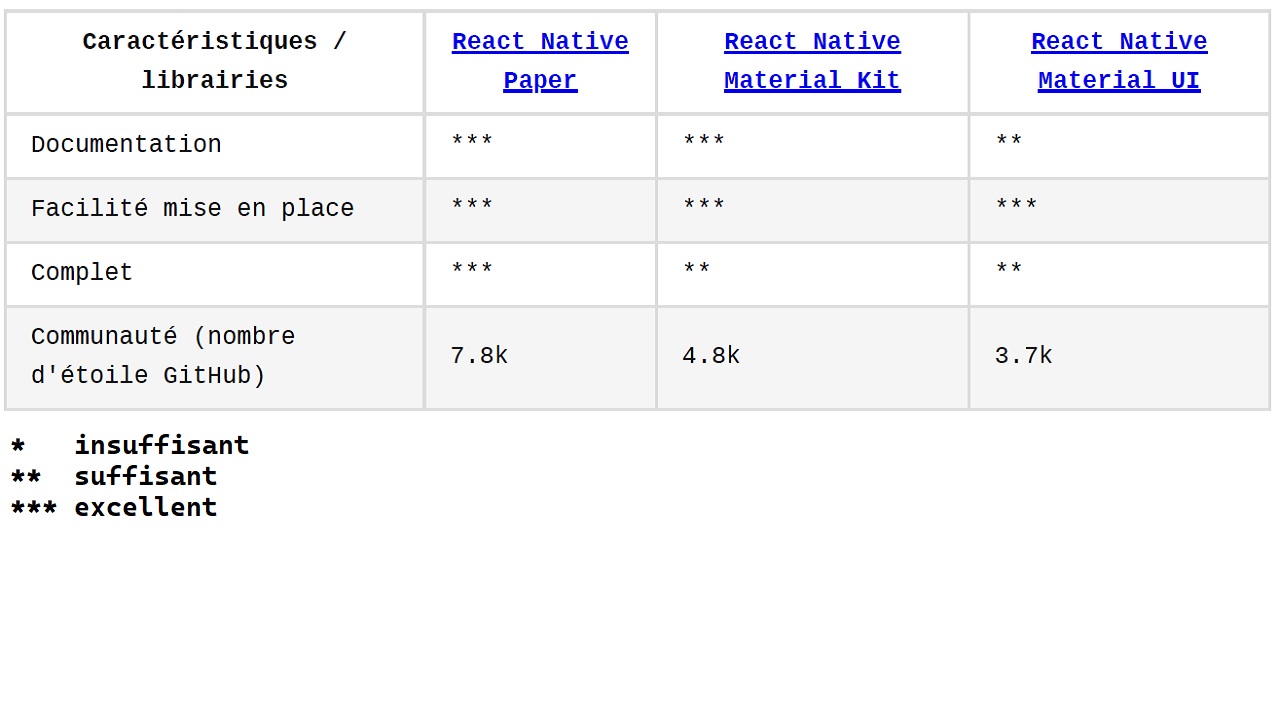 Caractéristiques / React Native React Native React Native
librairies Paper Material Kit Material UI
Documentation *** *** **
Facilité mise en place *** *** ***
Complet *** ** **
Communauté (nombre
d'étoile GitHub) 7.8k 4.8k 3.7k
* insuffisant
** suffisant
*** excellent